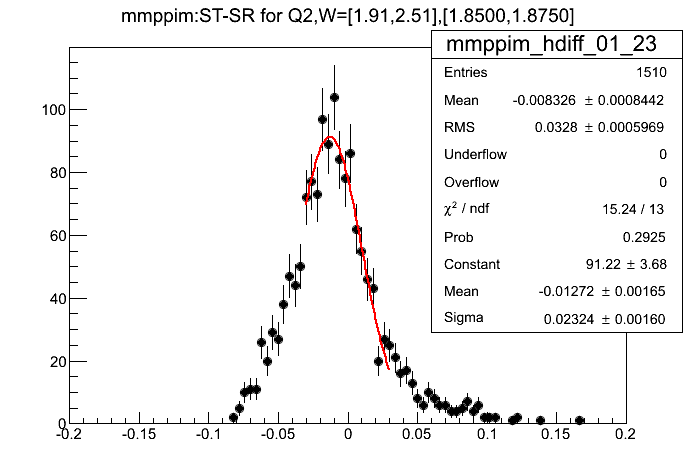 mmppim:ST-SR for Q2,W=[1.91,2.51],[1.8500,1.8750]
mmppim_hdiff_01_23
Entries 1510
Mean -0.008326 ± 0.0008442
RMS 0.0328 ± 0.0005969
Underflow 0
Overflow 0
χ² / ndf 15.24 / 13
Prob 0.2925
Constant 91.22 ± 3.68
Mean -0.01272 ± 0.00165
Sigma 0.02324 ± 0.00160
100
80
60
40
20
0
-0.2 -0.15 -0.1 -0.05 0 0.05 0.1 0.15 0.2